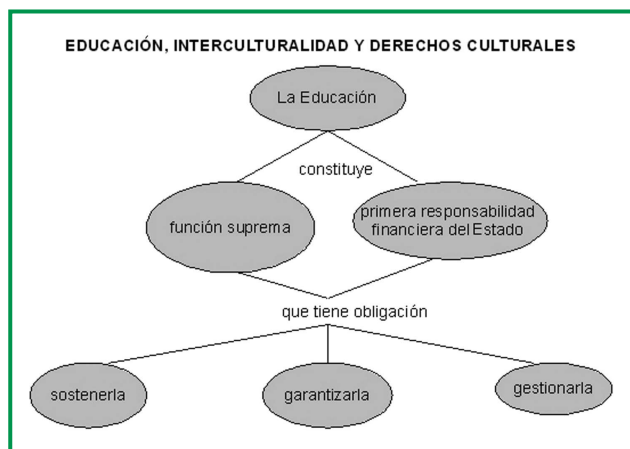 EDUCACIÓN, INTERCULTURALIDAD Y DERECHOS CULTURALES
La Educación
constituye
función suprema
primera responsabilidad
financiera del Estado
que tiene obligación
sostenerla
garantizarla
gestionarla